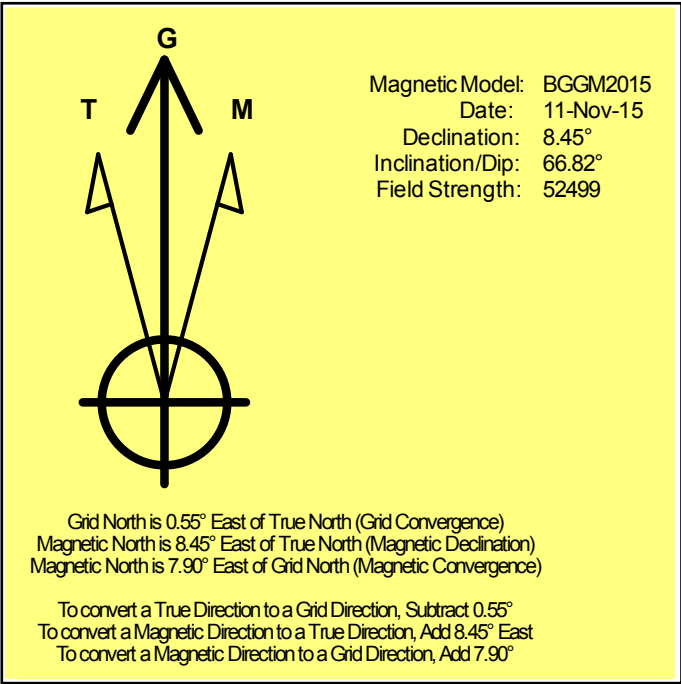 G
T M
Magnetic Model: BGGM2015
Date: 11-Nov-15
Declination: 8.45°
Inclination/Dip: 66.82°
Field Strength: 52499
Grid North is 0.55° East of True North (Grid Convergence)
Magnetic North is 8.45° East of True North (Magnetic Declination)
Magnetic North is 7.90° East of Grid North (Magnetic Convergence)
To convert a True Direction to a Grid Direction, Subtract 0.55°
To convert a Magnetic Direction to a True Direction, Add 8.45° East
To convert a Magnetic Direction to a Grid Direction, Add 7.90°